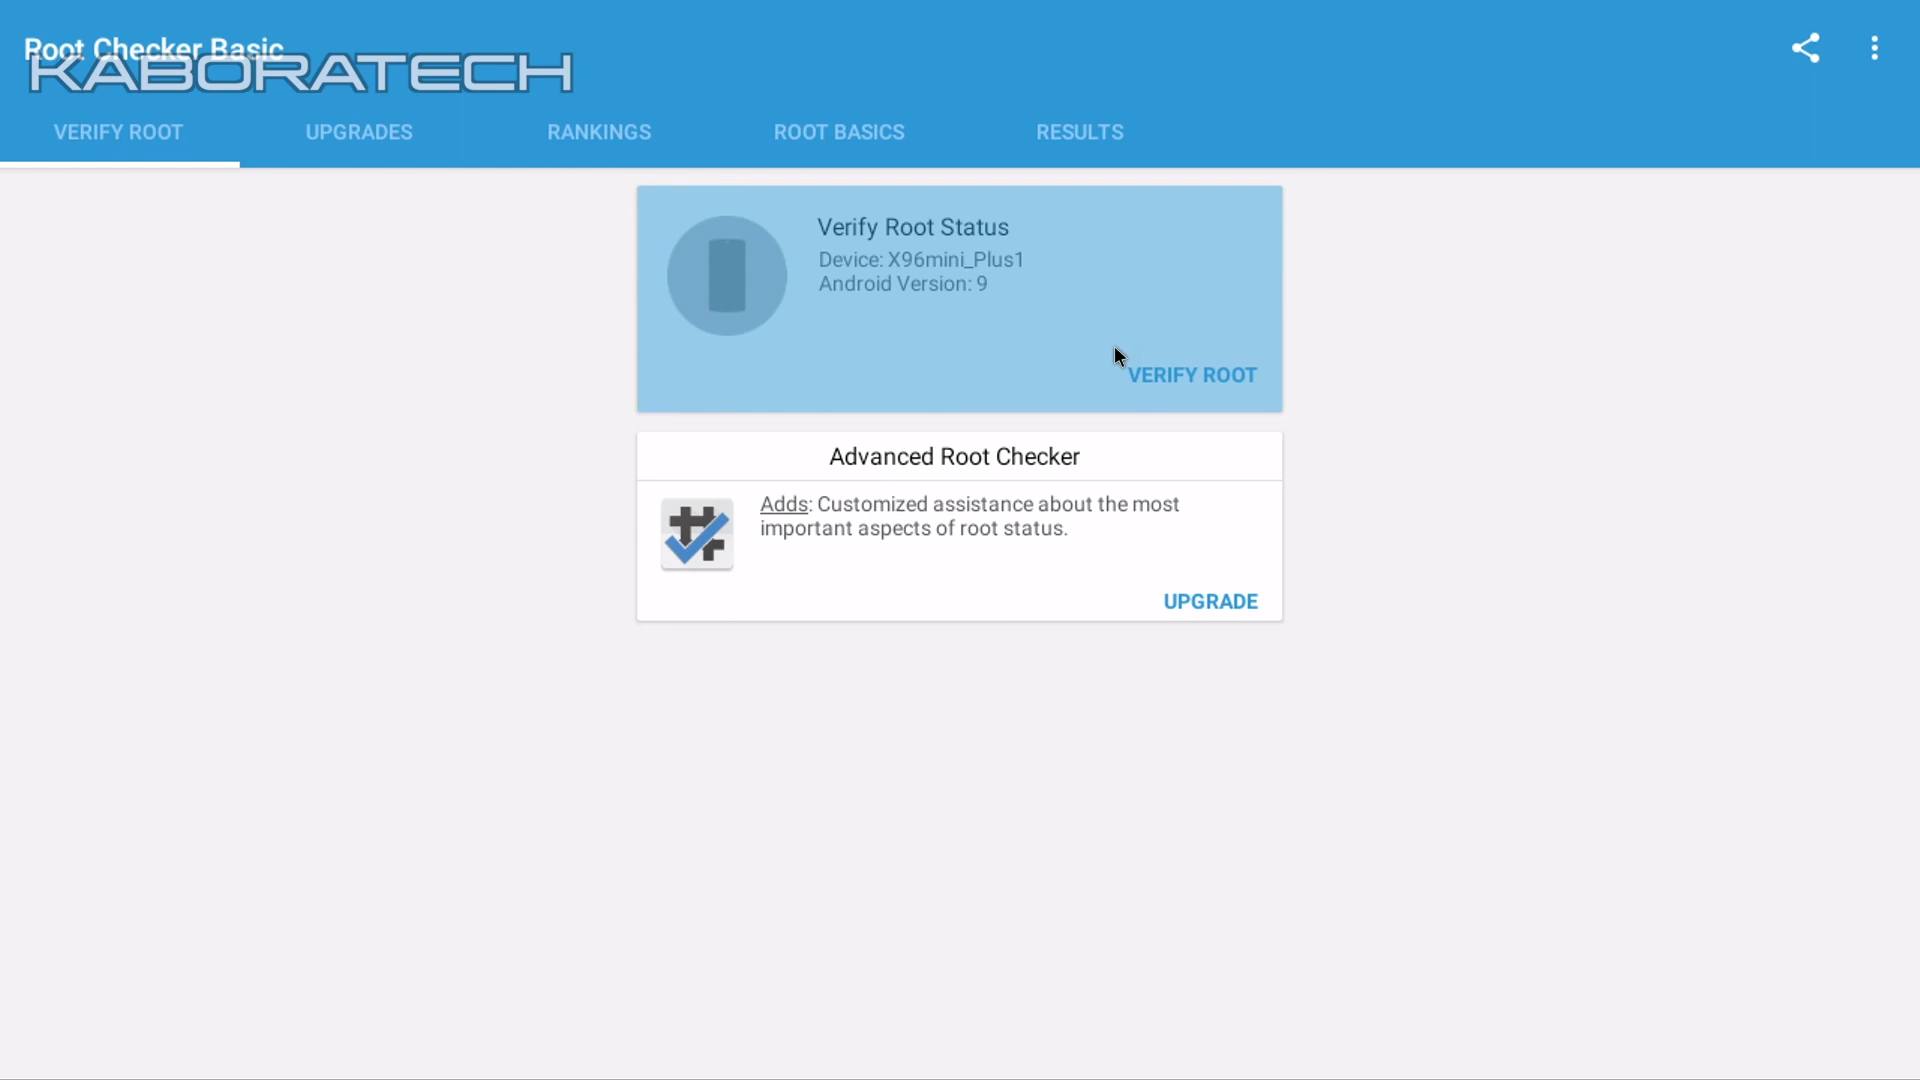 Root Checker Basic
KABORATECH
VERIFY ROOT
UPGRADES
RANKINGS
ROOT BASICS
RESULTS
Verify Root Status
Device: X96mini_Plus1
Android Version: 9
VERIFY ROOT
Advanced Root Checker
Adds: Customized assistance about the most
important aspects of root status.
UPGRADE